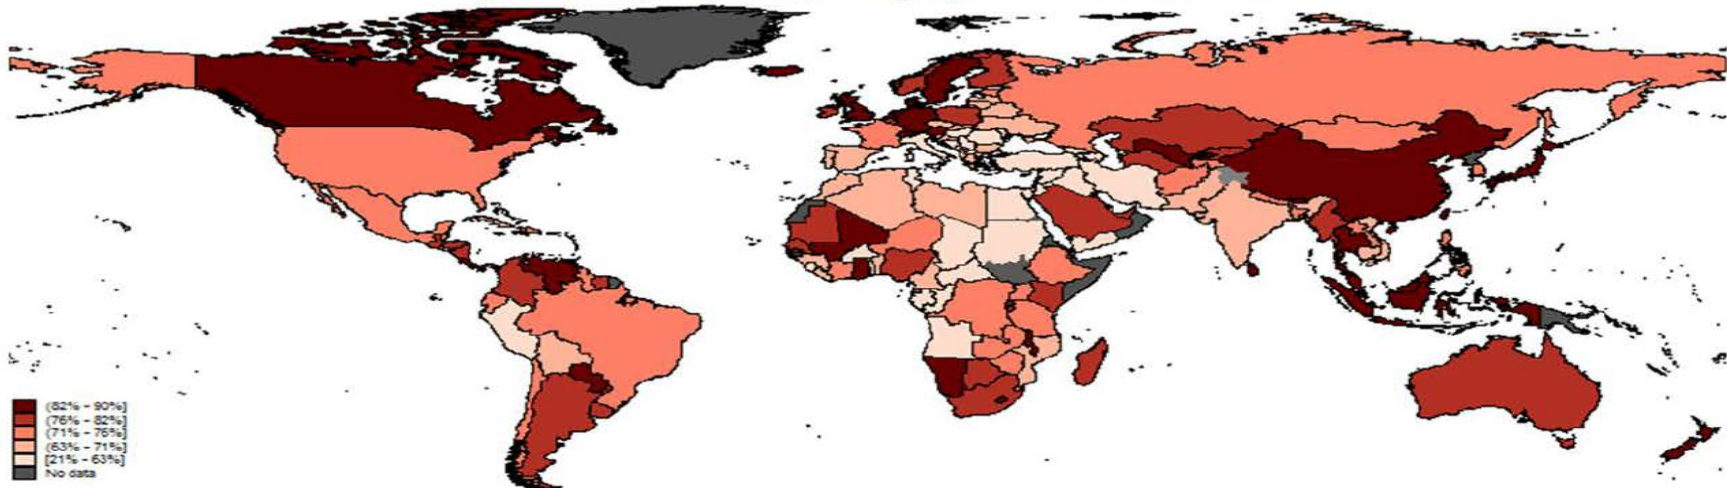 (82% - 90%]
(76% - 82%]
(71% - 76%]
(63% - 71%]
[21% - 63%]
No data